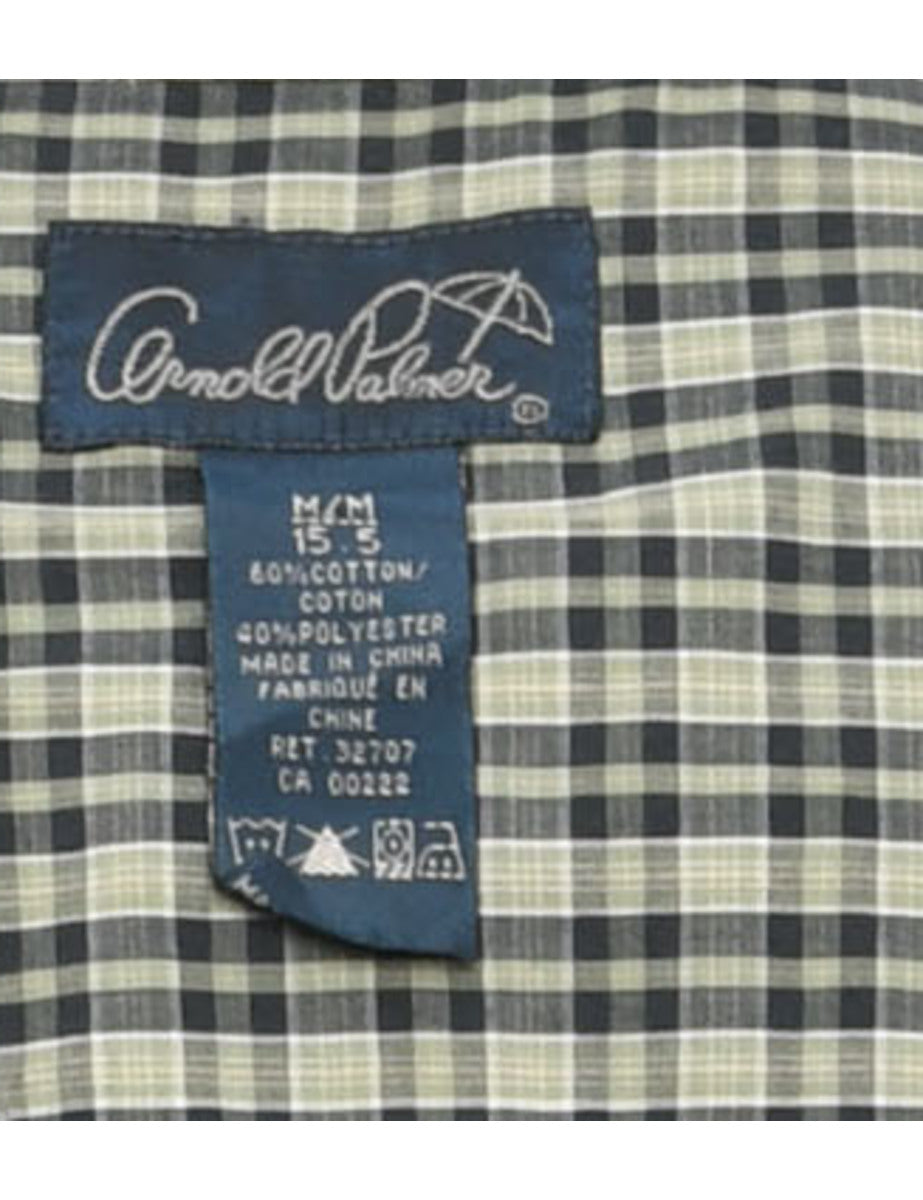 Arnold Palmer
M/M
15.5
60%COTTON/
COTON
40%POLYESTER
MADE IN CHINA
FABRIQUÉ EN
CHINE
RET. 32707
CA 00222